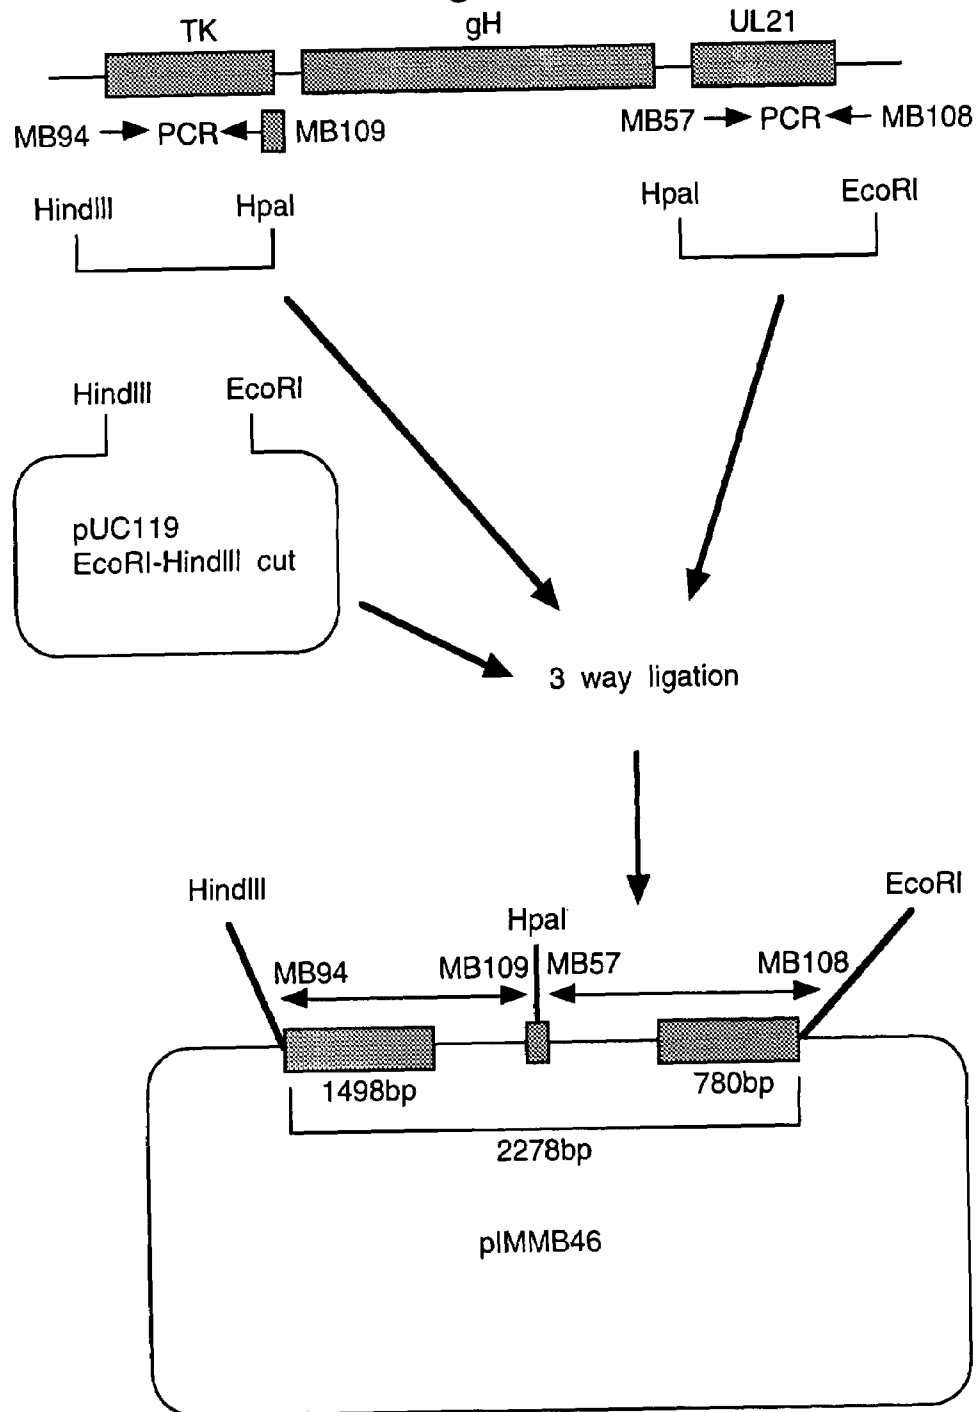 TK gH UL21
MB94 PCR MB109 MB57 PCR MB108
HindIII HpaI HpaI EcoRI
HindIII EcoRI
pUC119
EcoRI-HindIII cut
3 way ligation
HindIII EcoRI
HpaI
MB94 MB109 MB57 MB108
1498bp 780bp
2278bp
pIMMB46